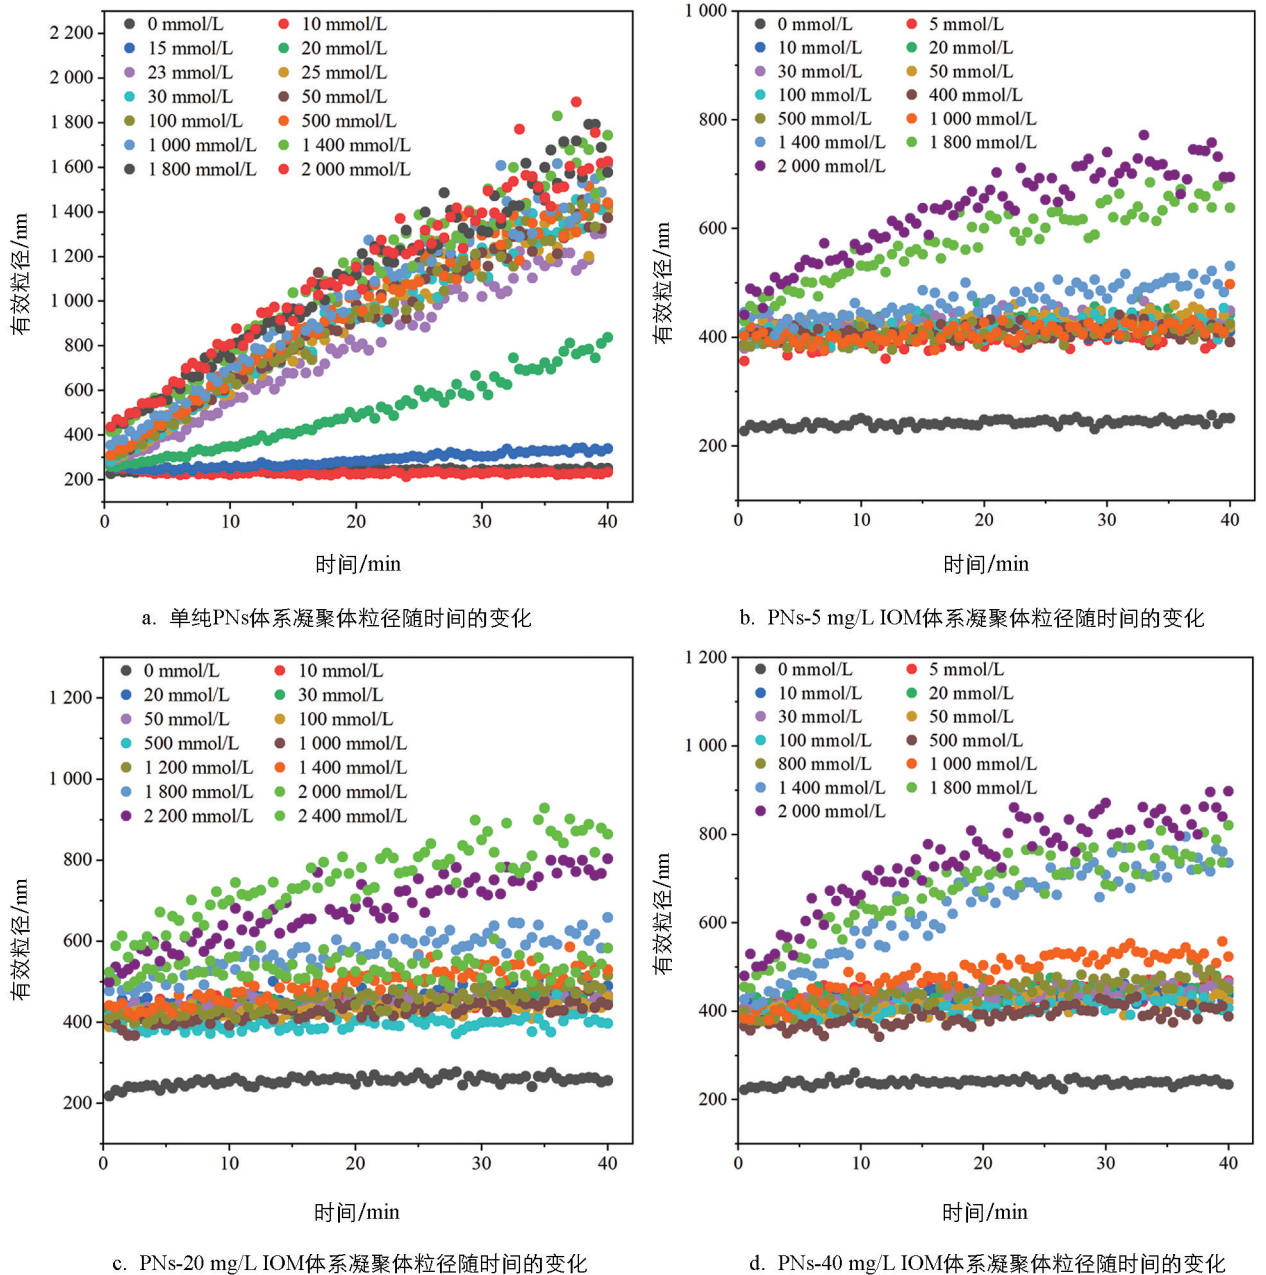 2 200
2 000
1 800
1 600
1 400
1 200
1 000
800
600
400
200
0 mmol/L 10 mmol/L
15 mmol/L 20 mmol/L
23 mmol/L 25 mmol/L
30 mmol/L 50 mmol/L
100 mmol/L 500 mmol/L
1 000 mmol/L 1 400 mmol/L
1 800 mmol/L 2 000 mmol/L
有效粒径/nm
0 10 20 30 40
时间/min
a. 单纯PNs体系凝聚体粒径随时间的变化
1 000
800
600
400
200
0 mmol/L 5 mmol/L
10 mmol/L 20 mmol/L
30 mmol/L 50 mmol/L
100 mmol/L 400 mmol/L
500 mmol/L 1 000 mmol/L
1 400 mmol/L 1 800 mmol/L
2 000 mmol/L
有效粒径/nm
0 10 20 30 40
时间/min
b. PNs-5 mg/L IOM体系凝聚体粒径随时间的变化
1 200
1 000
800
600
400
200
0 mmol/L 10 mmol/L
20 mmol/L 30 mmol/L
50 mmol/L 100 mmol/L
500 mmol/L 1 000 mmol/L
1 200 mmol/L 1 400 mmol/L
1 800 mmol/L 2 000 mmol/L
2 200 mmol/L 2 400 mmol/L
有效粒径/nm
0 10 20 30 40
时间/min
c. PNs-20 mg/L IOM体系凝聚体粒径随时间的变化
1 200
1 000
800
600
400
200
0 mmol/L 5 mmol/L
10 mmol/L 20 mmol/L
30 mmol/L 50 mmol/L
100 mmol/L 500 mmol/L
800 mmol/L 1 000 mmol/L
1 400 mmol/L 1 800 mmol/L
2 000 mmol/L
有效粒径/nm
0 10 20 30 40
时间/min
d. PNs-40 mg/L IOM体系凝聚体粒径随时间的变化